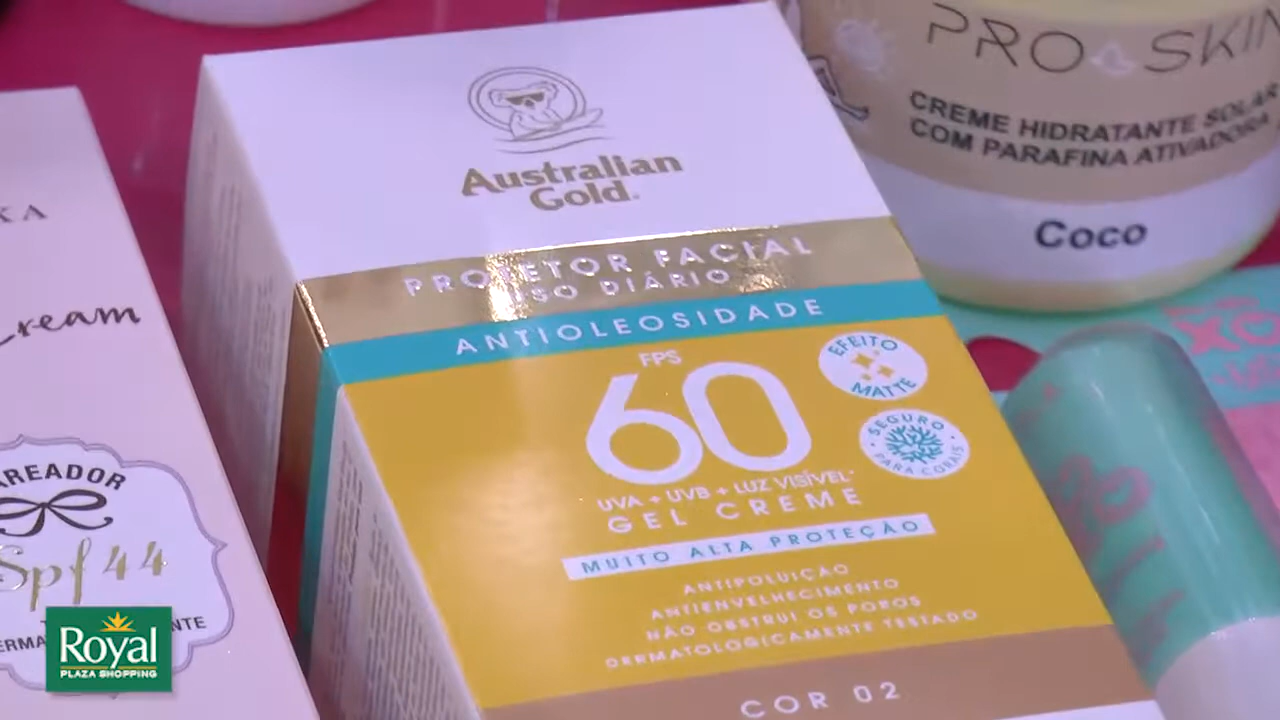 Australian
Gold.
PROTETOR FACIAL
USO DIÁRIO
ANTIOLEOSIDADE
FPS
60
UVA + UVB + LUZ VISÍVEL*
GEL CREME
MUITO ALTA PROTEÇÃO
ANTIPOLUIÇÃO
ANTIENVELHECIMENTO
NÃO OBSTRUI OS POROS
DERMATOLOGICAMENTE TESTADO
COR 02
EFEITO
MATTE
SEGURO
PARA CORAIS
PRO SKIN
CREME HIDRATANTE SOLAR
COM PARAFINA ATIVADORA
Coco
Spf 44
Royal
PLAZA SHOPPING